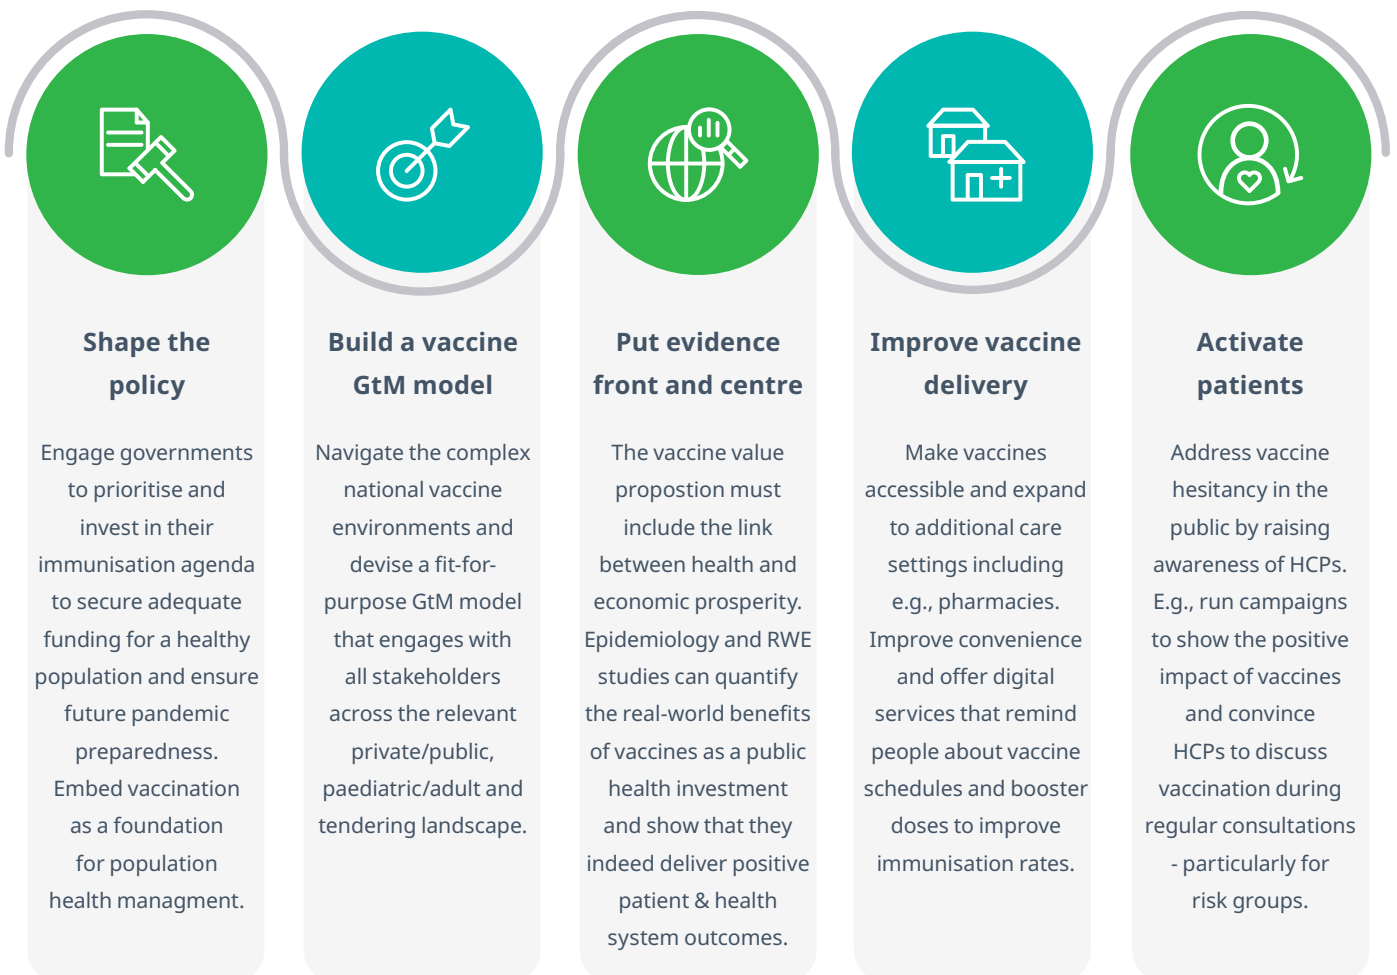 Shape the
policy
Engage governments
to prioritise and
invest in their
immunisation agenda
to secure adequate
funding for a healthy
population and ensure
future pandemic
preparedness.
Embed vaccination
as a foundation
for population
health managment.
Build a vaccine
GtM model
Navigate the complex
national vaccine
environments and
devise a fit-for-
purpose GtM model
that engages with
all stakeholders
across the relevant
private/public,
paediatric/adult and
tendering landscape.
Put evidence
front and centre
The vaccine value
propostion must
include the link
between health and
economic prosperity.
Epidemiology and RWE
studies can quantify
the real-world benefits
of vaccines as a public
health investment
and show that they
indeed deliver positive
patient & health
system outcomes.
Improve vaccine
delivery
Make vaccines
accessible and expand
to additional care
settings including
e.g., pharmacies.
Improve convenience
and offer digital
services that remind
people about vaccine
schedules and booster
doses to improve
immunisation rates.
Activate
patients
Address vaccine
hesitancy in the
public by raising
awareness of HCPs.
E.g., run campaigns
to show the positive
impact of vaccines
and convince
HCPs to discuss
vaccination during
regular consultations
- particularly for
risk groups.